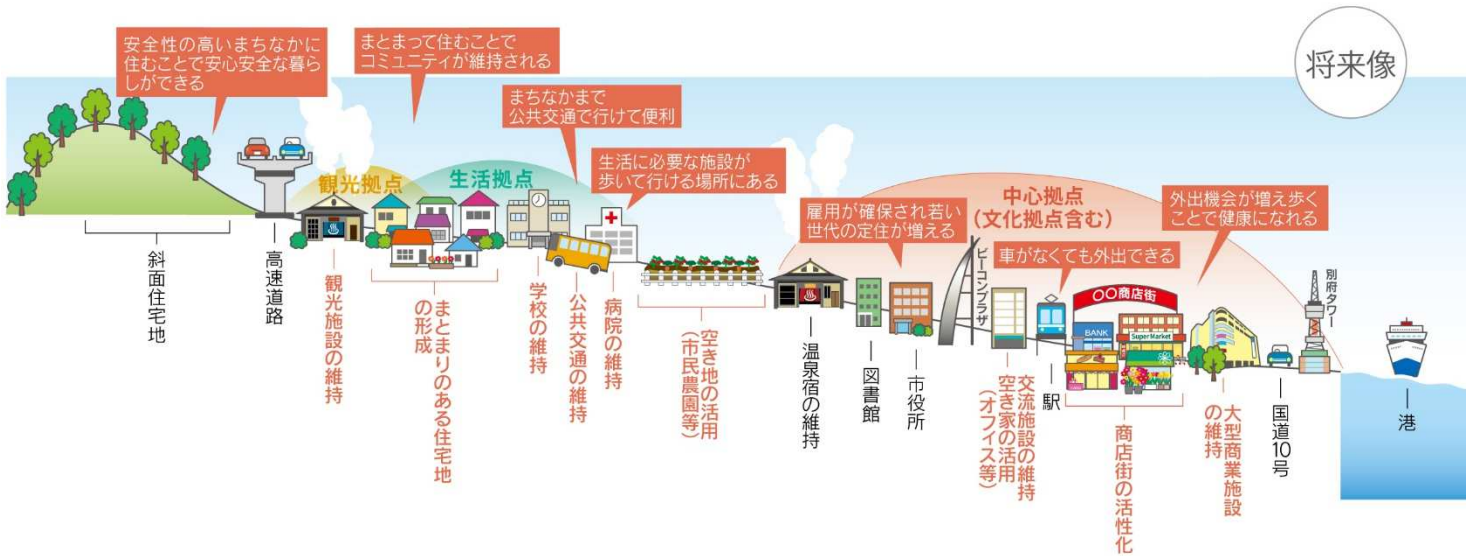 将来像
安全性の高いまちなかに
住むことで安心安全な暮ら
しができる
まとまって住むことで
コミュニティが維持される
まちなかまで
公共交通で行けて便利
生活に必要な施設が
歩いて行ける場所にある
雇用が確保され若い
世代の定住が増える
車がなくても外出できる
外出機会が増え歩く
ことで健康になれる
観光拠点
生活拠点
中心拠点
(文化拠点含む)
斜面住宅地
高速道路
観光施設の維持
まとまりのある住宅地
の形成
学校の維持
公共交通の維持
病院の維持
空き地の活用
(市民農園等)
温泉宿の維持
図書館
市役所
ビーコンプラザ
交流施設の維持
空き家の活用
(オフィス等)
駅
〇〇商店街
BANK
Super Market
商店街の活性化
大型商業施設
の維持
国道10号
別府タワー
港